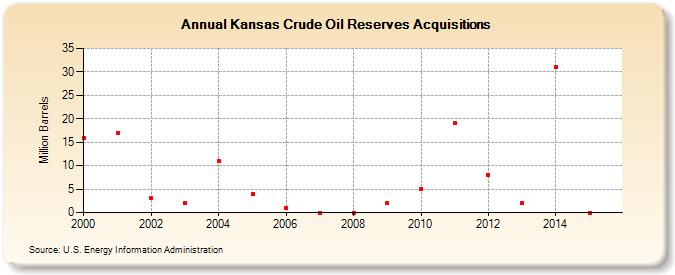 Annual Kansas Crude Oil Reserves Acquisitions
Million Barrels
35
30
25
20
15
10
5
0
2000 2002 2004 2006 2008 2010 2012 2014
Source: U.S. Energy Information Administration